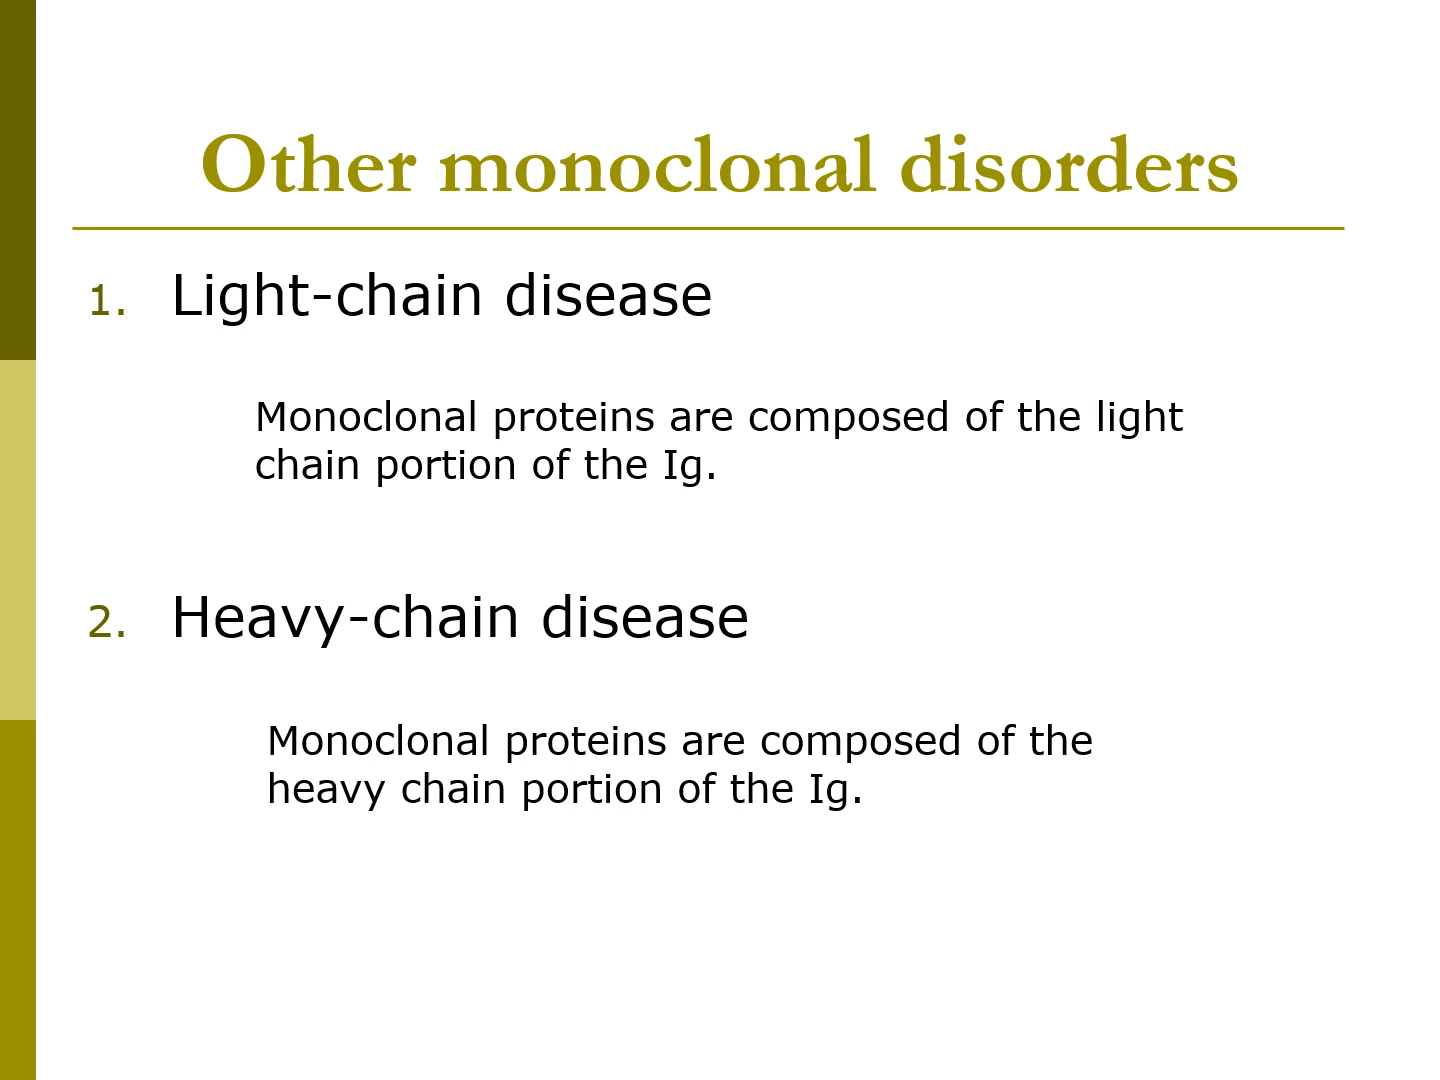 Other monoclonal disorders
1. Light-chain disease
Monoclonal proteins are composed of the light
chain portion of the Ig.
2. Heavy-chain disease
Monoclonal proteins are composed of the
heavy chain portion of the Ig.